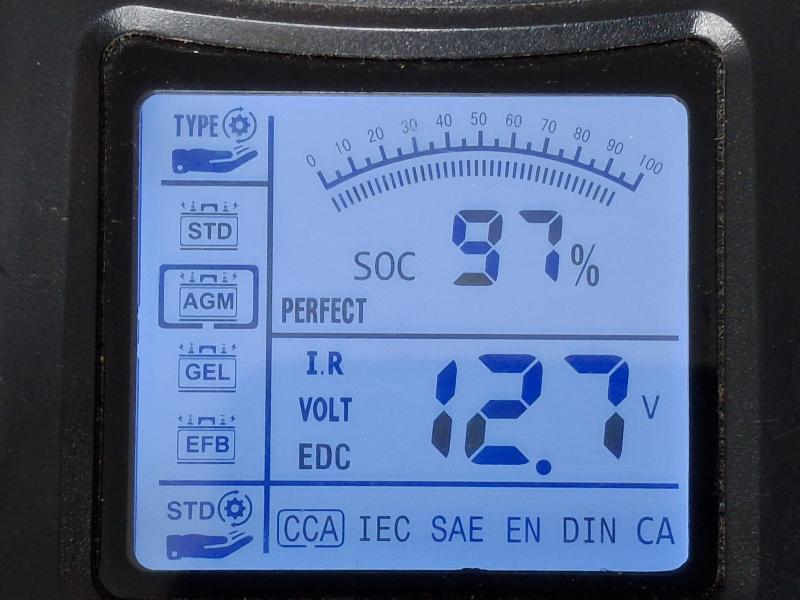 TYPE
0 10 20 30 40 50 60 70 80 90 100
STD
SOC 97%
AGM
PERFECT
GEL
I.R
VOLT
12.7 V
EFB
EDC
STD
CCA IEC SAE EN DIN CA